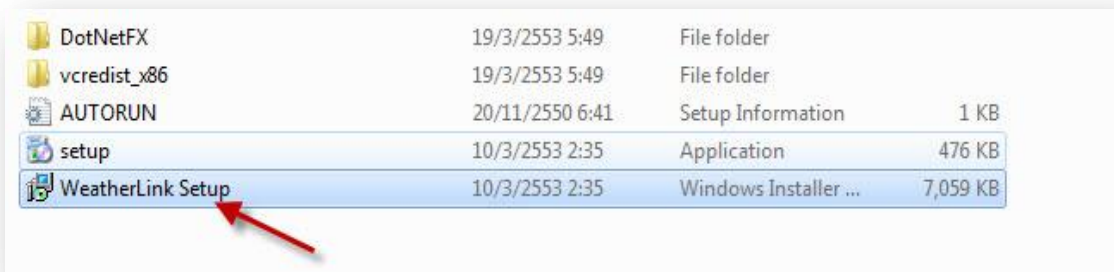 DotNetFX 19/3/2553 5:49 File folder
vcredist_x86 19/3/2553 5:49 File folder
AUTORUN 20/11/2550 6:41 Setup Information 1 KB
setup 10/3/2553 2:35 Application 476 KB
WeatherLink Setup 10/3/2553 2:35 Windows Installer ... 7,059 KB